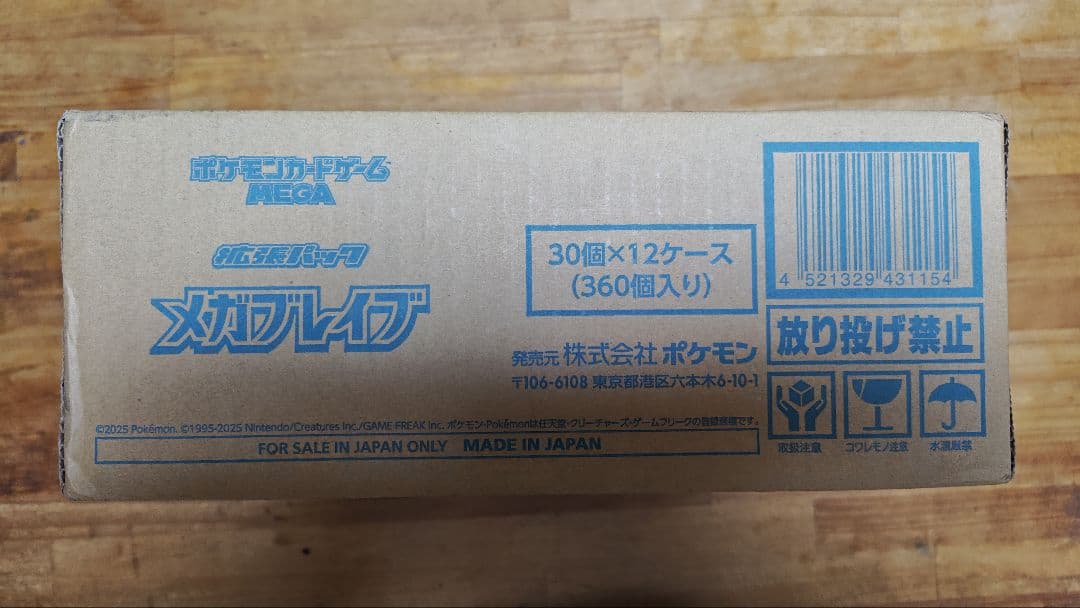 ポケモンカードゲーム
MEGA
拡張パック
メガブレイブ
30個×12ケース
(360個入り)
発売元 株式会社 ポケモン
〒106-6108 東京都港区六本木6-10-1
4 521329 431154
放り投げ禁止
取扱注意
コワレモノ注意
水濡厳禁
©2025 Pokémon. ©1995-2025 Nintendo/Creatures Inc./GAME FREAK Inc. ポケモン・Pokémonは任天堂・クリーチャーズ・ゲームフリークの登録商標です。
FOR SALE IN JAPAN ONLY MADE IN JAPAN